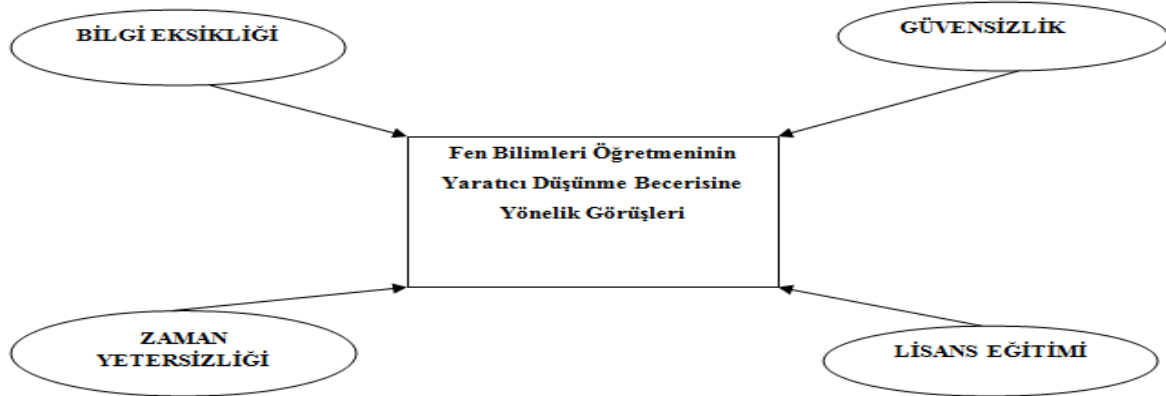 BİLGİ EKSİKLİĞİ
GÜVENSİZLİK
Fen Bilimleri Öğretmeninin
Yaratıcı Düşünme Becerisine
Yönelik Görüşleri
ZAMAN
YETERSİZLİĞİ
LİSANS EĞİTİMİ